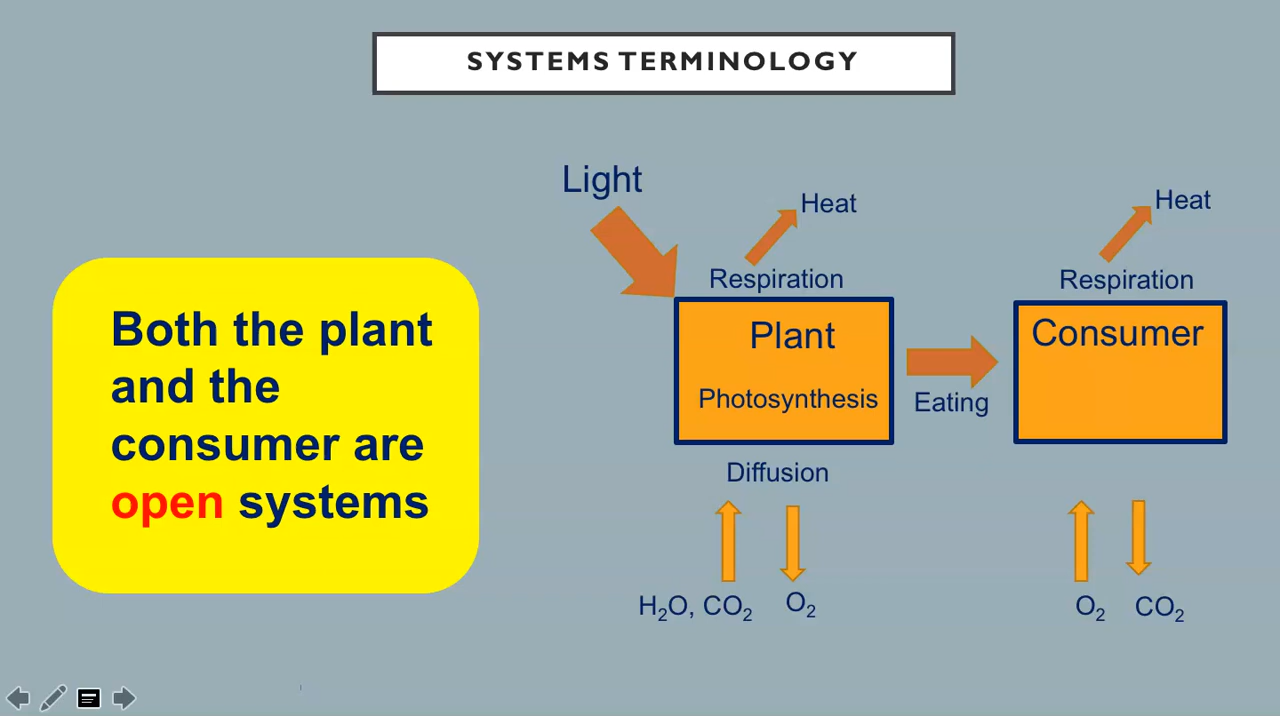 SYSTEMS TERMINOLOGY
Both the plant
and the
consumer are
open systems
Light
Heat
Respiration
Plant
Photosynthesis
Diffusion
H₂O, CO₂
O₂
Eating
Heat
Respiration
Consumer
O₂
CO₂